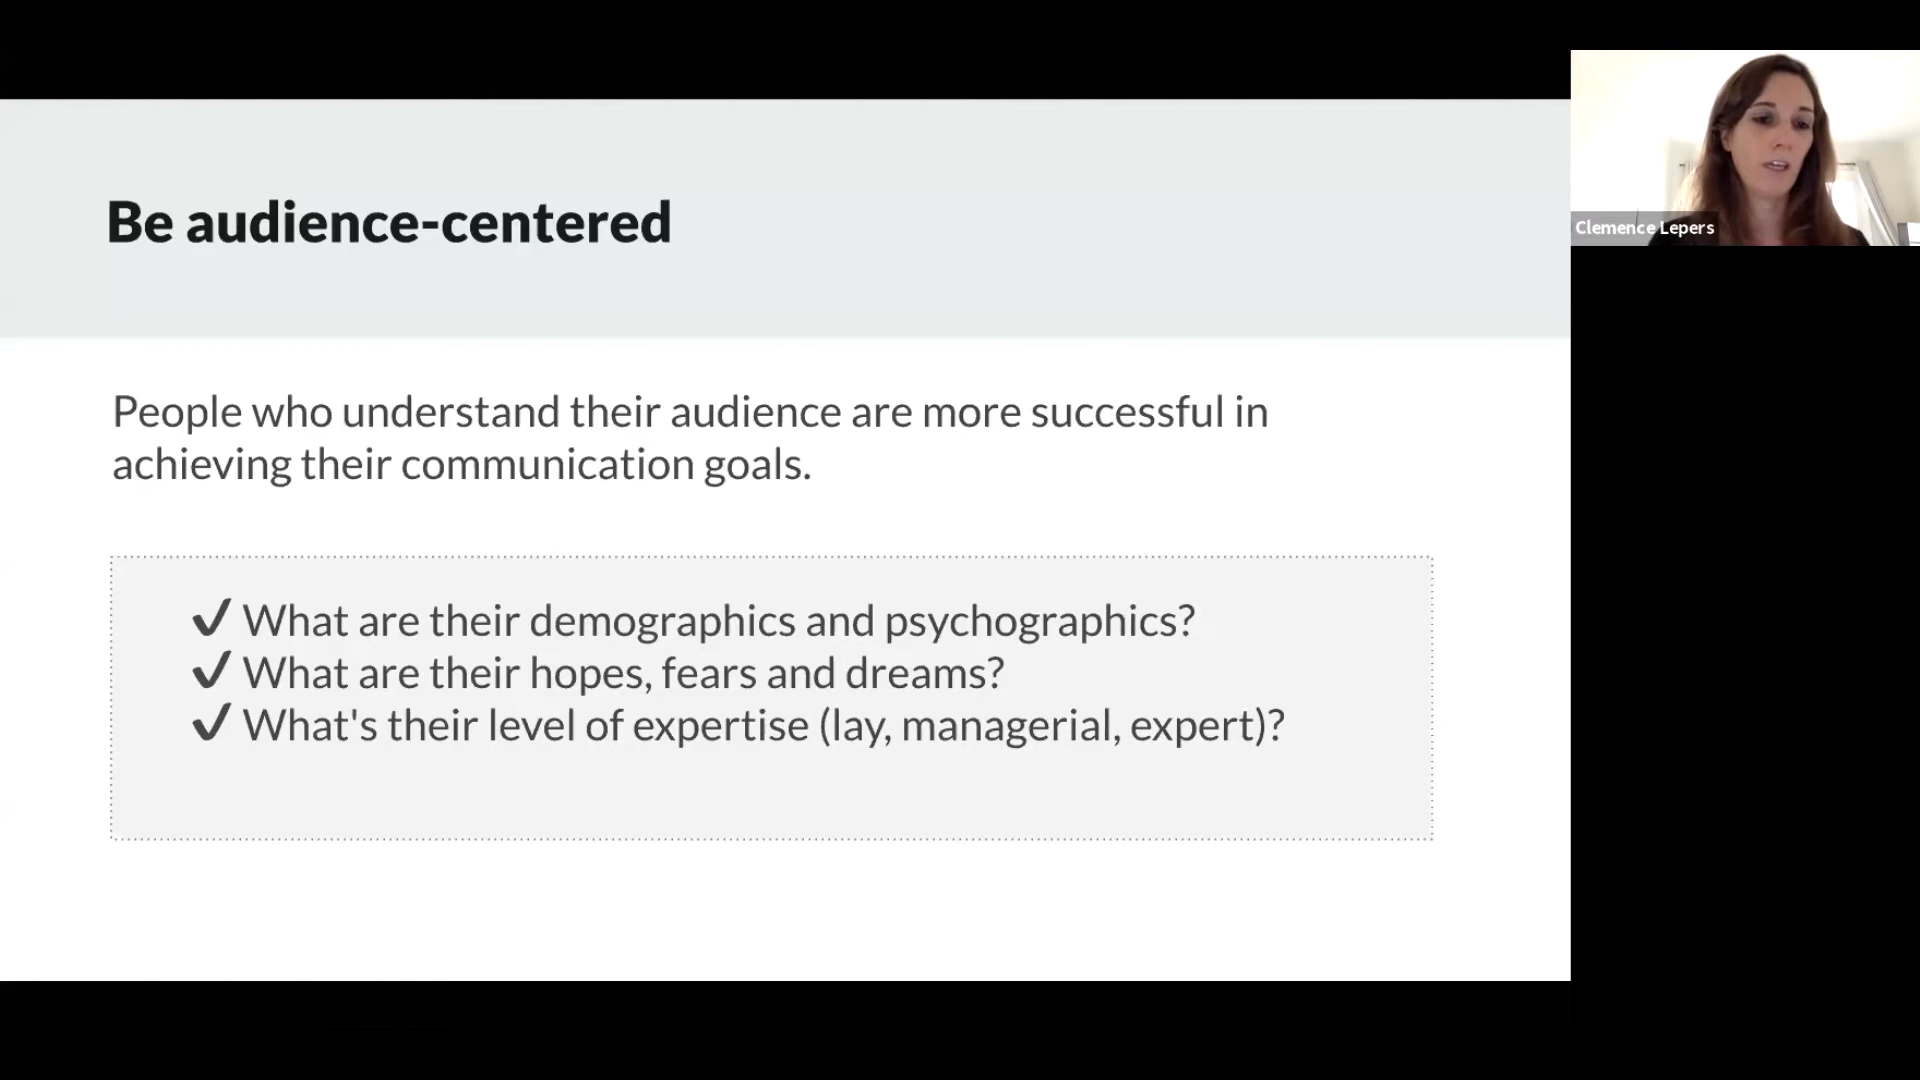 Be audience-centered
People who understand their audience are more successful in
achieving their communication goals.
✔ What are their demographics and psychographics?
✔ What are their hopes, fears and dreams?
✔ What's their level of expertise (lay, managerial, expert)?
Clemence Lepers